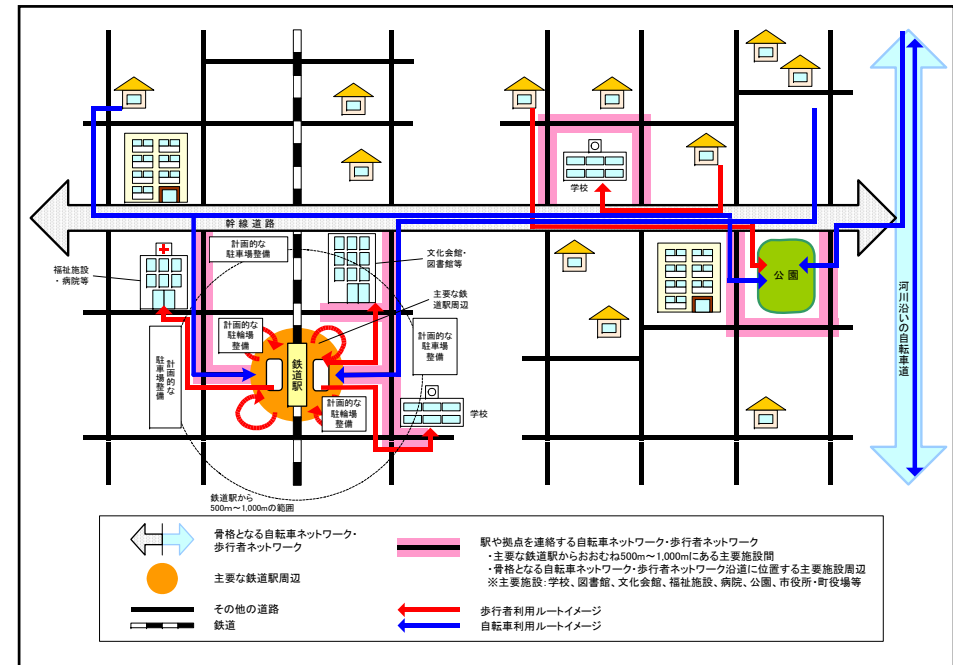 学校
幹線道路
計画的な
駐車場整備
福祉施設
・病院等
文化会館・
図書館等
主要な鉄
道駅周辺
公園
河川沿いの自転車道
計画的な
駐輪場
整備
計画的な
駐車場
整備
計画的な
駐車場整備
鉄道駅
計画的な
駐輪場
整備
学校
鉄道駅から
500m~1,000mの範囲
骨格となる自転車ネットワーク・
歩行者ネットワーク
主要な鉄道駅周辺
その他の道路
鉄道
駅や拠点を連絡する自転車ネットワーク・歩行者ネットワーク
・主要な鉄道駅からおおむね500m~1,000mにある主要施設間
・骨格となる自転車ネットワーク・歩行者ネットワーク沿道に位置する主要施設周辺
※主要施設:学校、図書館、文化会館、福祉施設、病院、公園、市役所・町役場等
歩行者利用ルートイメージ
自転車利用ルートイメージ